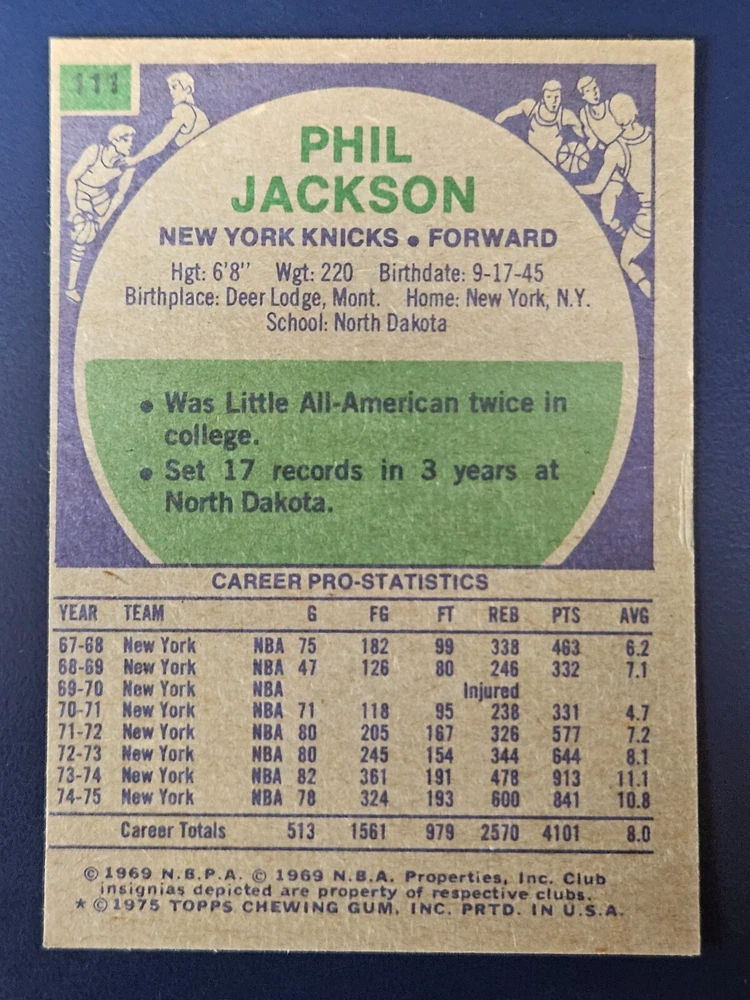 111
PHIL
JACKSON
NEW YORK KNICKS • FORWARD
Hgt: 6'8" Wgt: 220 Birthdate: 9-17-45
Birthplace: Deer Lodge, Mont. Home: New York, N.Y.
School: North Dakota
• Was Little All-American twice in
college.
• Set 17 records in 3 years at
North Dakota.
CAREER PRO-STATISTICS
YEAR TEAM G FG FT REB PTS AVG
67-68 New York NBA 75 182 99 338 463 6.2
68-69 New York NBA 47 126 80 246 332 7.1
69-70 New York NBA Injured
70-71 New York NBA 71 118 95 238 331 4.7
71-72 New York NBA 80 205 167 326 577 7.2
72-73 New York NBA 80 245 154 344 644 8.1
73-74 New York NBA 82 361 191 478 913 11.1
74-75 New York NBA 78 324 193 600 841 10.8
Career Totals 513 1561 979 2570 4101 8.0
© 1969 N.B.P.A. © 1969 N.B.A. Properties, Inc. Club
insignias depicted are property of respective clubs.
* © 1975 TOPPS CHEWING GUM, INC. PRTD. IN U.S.A.